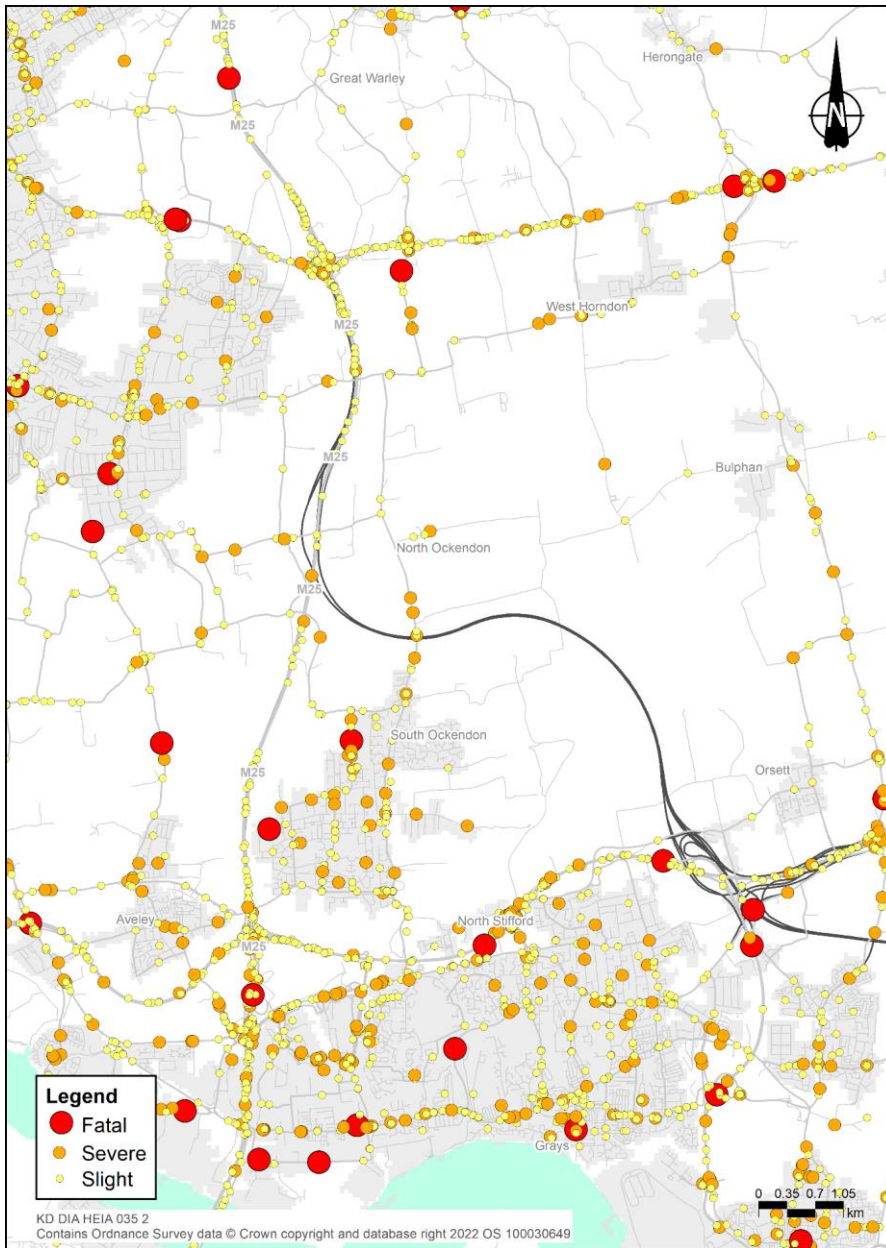 M25
Herongate
Great Warley
N
M25
West Horndon
M25
M25
Bulphan
North Ockendon
M25
South Ockendon
M25
Orsett
Aveley
North Stifford
M25
Grays
Legend
Fatal
Severe
Slight
0 0.35 0.7 1.05
km
KD DIA HEIA 035 2
Contains Ordnance Survey data © Crown copyright and database right 2022 OS 100030649